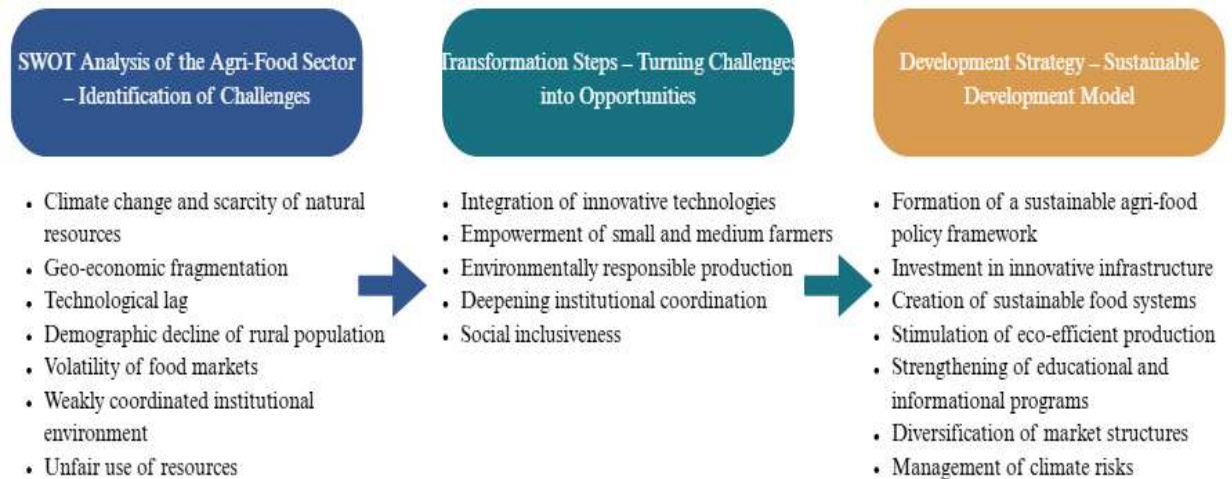 SWOT Analysis of the Agri-Food Sector
– Identification of Challenges
• Climate change and scarcity of natural
resources
• Geo-economic fragmentation
• Technological lag
• Demographic decline of rural population
• Volatility of food markets
• Weakly coordinated institutional
environment
• Unfair use of resources
Transformation Steps – Turning Challenges
into Opportunities
• Integration of innovative technologies
• Empowerment of small and medium farmers
• Environmentally responsible production
• Deepening institutional coordination
• Social inclusiveness
Development Strategy – Sustainable
Development Model
• Formation of a sustainable agri-food
policy framework
• Investment in innovative infrastructure
• Creation of sustainable food systems
• Stimulation of eco-efficient production
• Strengthening of educational and
informational programs
• Diversification of market structures
• Management of climate risks